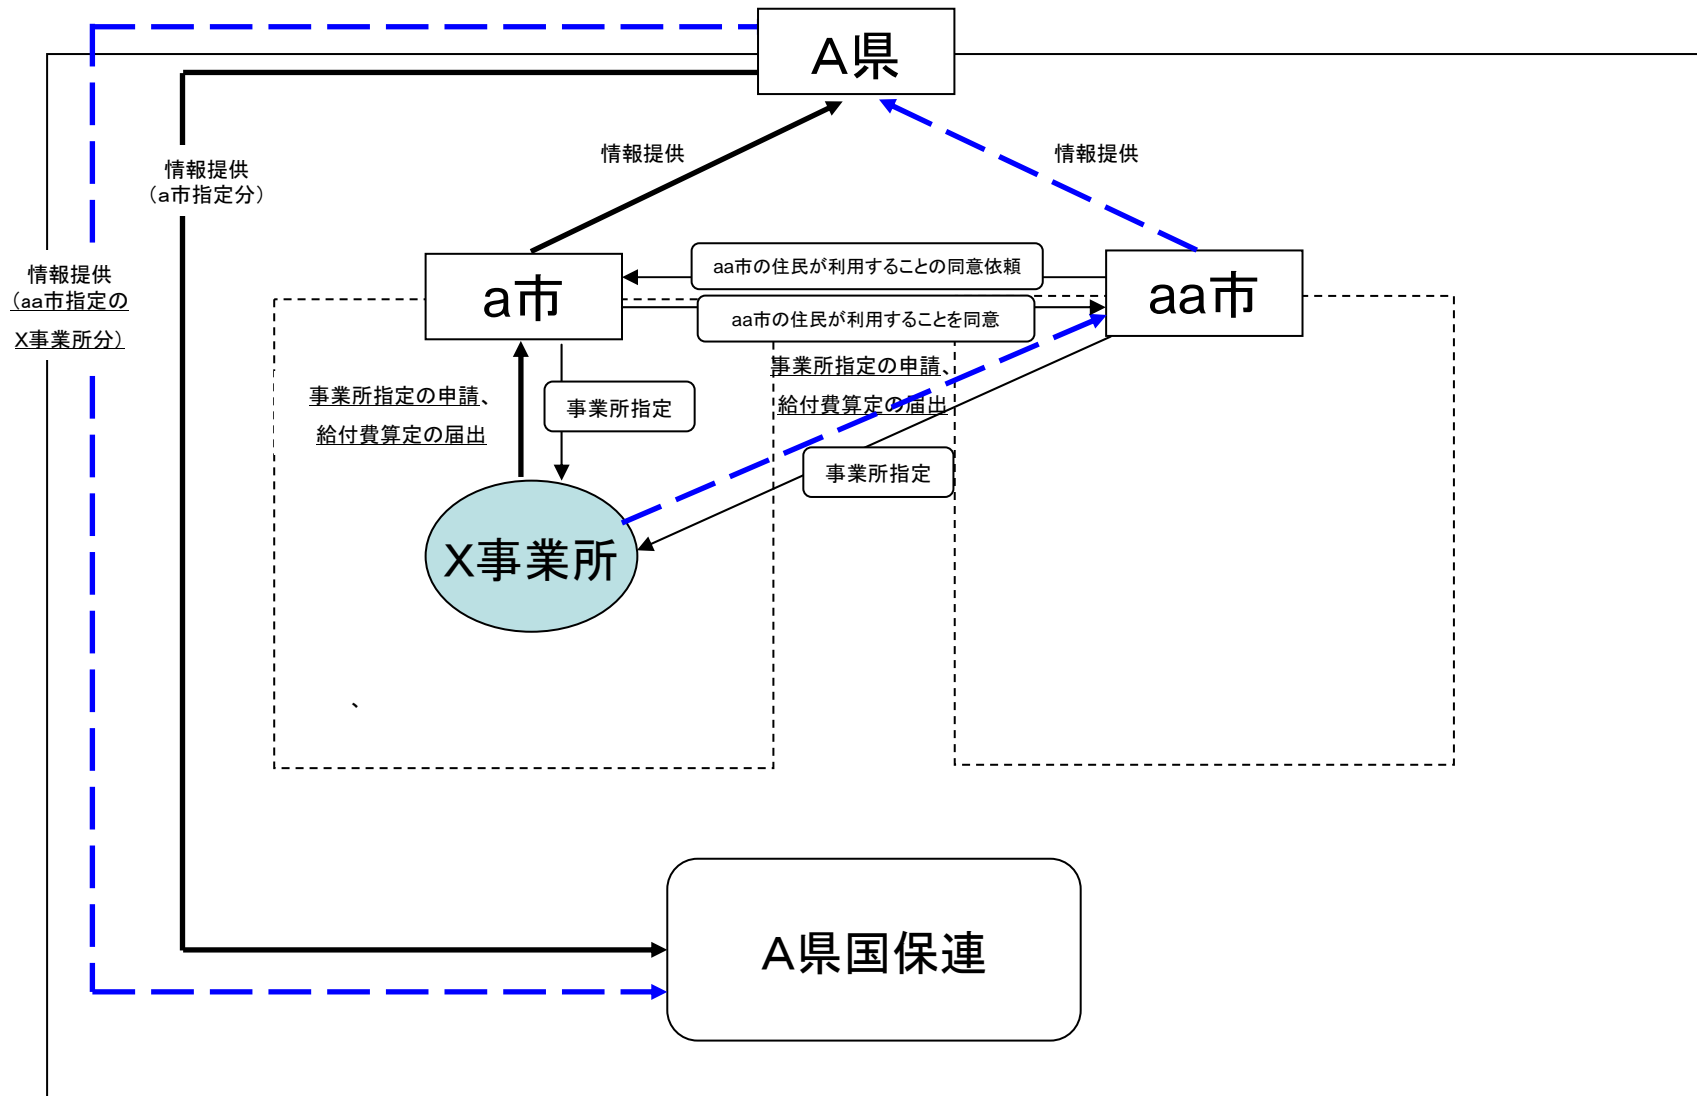 A県
情報提供
情報提供
情報提供
（a市指定分）
情報提供
（aa市指定の
X事業所分）
a市
aa市の住民が利用することの同意依頼
aa市の住民が利用することを同意
aa市
事業所指定の申請、
給付費算定の届出
事業所指定
事業所指定の申請、
給付費算定の届出
事業所指定
X事業所
、
A県国保連